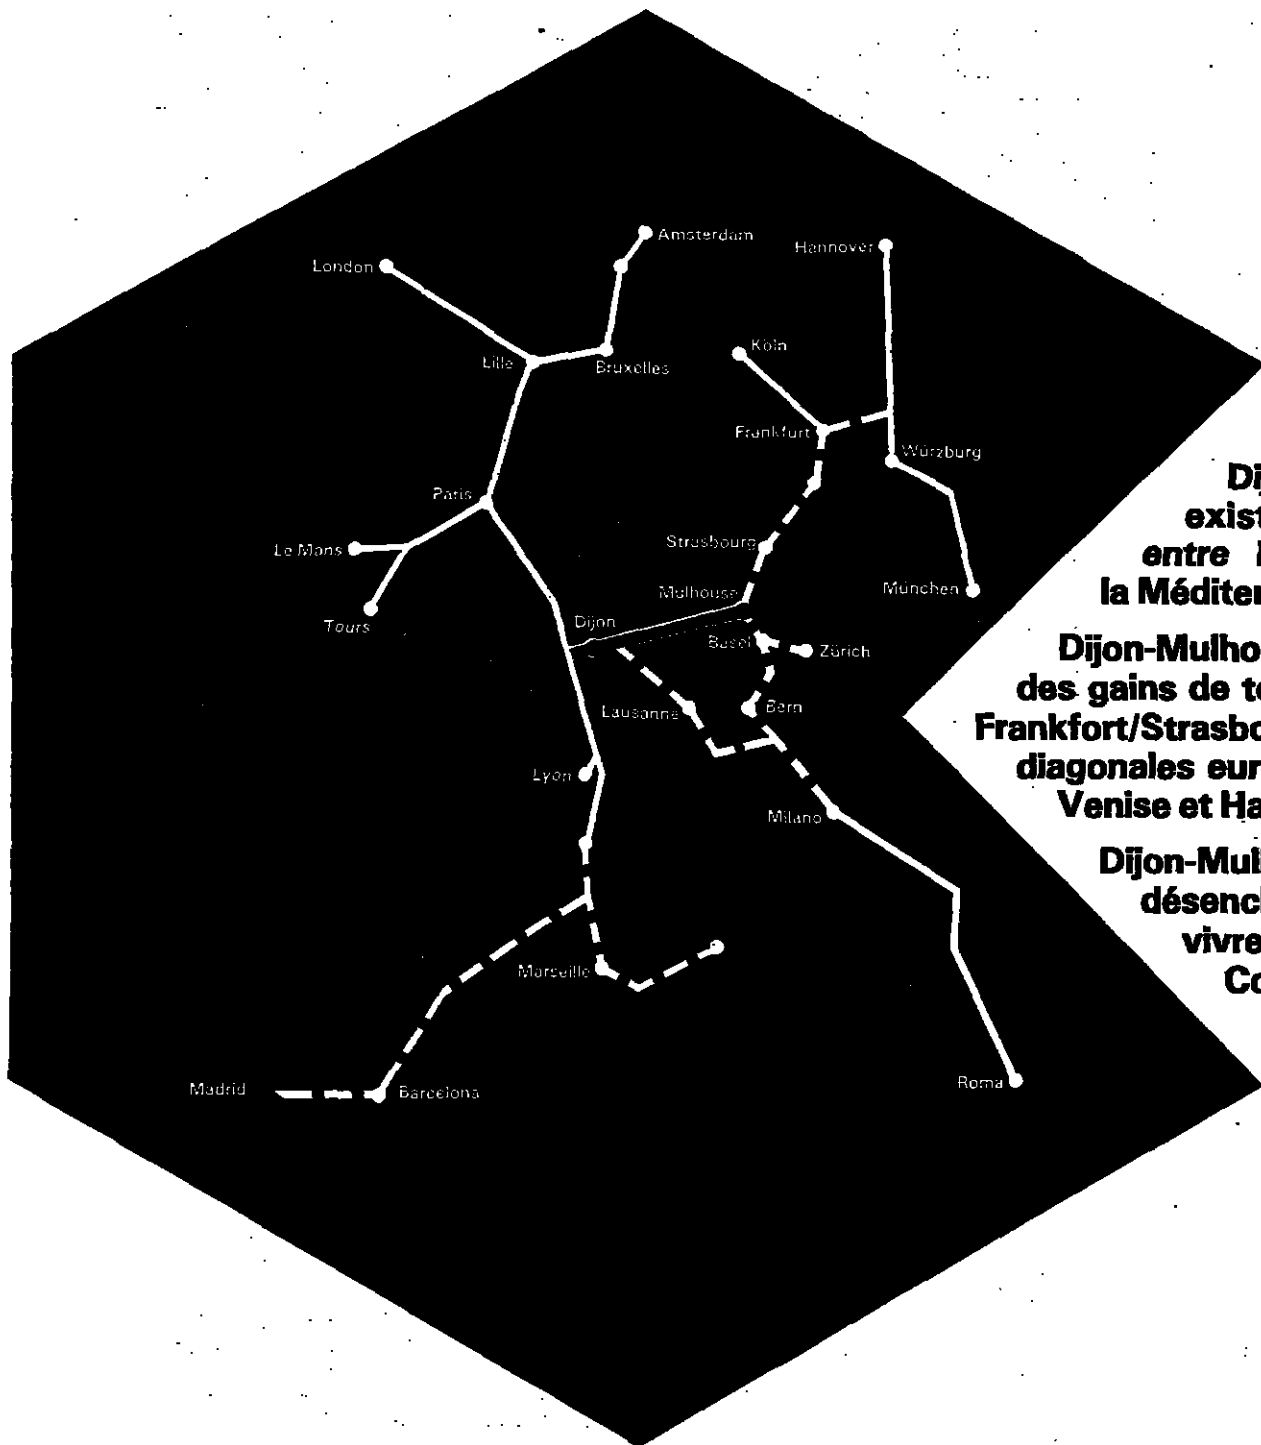 Amsterdam
Hannover
London
Köln
Lille
Bruxelles
Frankfurt
Würzburg
Paris
Le Mans
Strasbourg
Mulhouse
München
Tours
Dijon
Basel
Zürich
Lausanne
Bern
Lyon
Milano
Marseille
Madrid
Barcelona
Roma
Di
exist
entre
la Méditer
Dijon-Mulho
des gains de te
Frankfort/Strasbo
diagonales eur
Venise et Ha
Dijon-Mul
désencl
vivre
Co